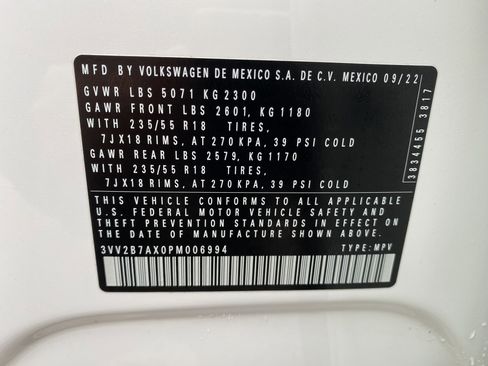 MFD BY VOLKSWAGEN DE MEXICO S.A. DE C.V. MEXICO 09/22
GVWR LBS 5071 KG 2300
GAWR FRONT LBS 2601, KG 1180
WITH 235/55 R18 TIRES,
7JX18 RIMS, AT 270 KPA, 39 PSI COLD
GAWR REAR LBS 2579, KG 1170
WITH 235/55 R18 TIRES,
7JX18 RIMS, AT 270 KPA, 39 PSI COLD
THIS VEHICLE CONFORMS TO ALL APPLICABLE
U.S. FEDERAL MOTOR VEHICLE SAFETY, BUMPER AND
THEFT PREVENTION STANDARDS IN EFFECT ON
THE DATE OF MANUFACTURE SHOWN ABOVE.
3VV2B7AX0PM006994 TYPE: MPV
3834455 3817